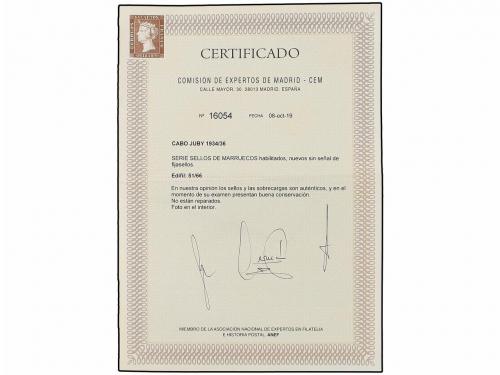 CERTIFICADO
COMISION DE EXPERTOS DE MADRID - CEM
CALLE MAYOR, 30. 28013 MADRID. ESPAÑA
Nº 16054 FECHA 08-oct-19
CABO JUBY 1934/36
SERIE SELLOS DE MARRUECOS habilitados, nuevos sin señal de
fijasellos.
Edifil: 51/66
En nuestra opinión los sellos y las sobrecargas son auténticos, y en el
momento de su examen presentan buena conservación.
No están reparados.
Foto en el interior.
MIEMBRO DE LA ASOCIACION NACIONAL DE EXPERTOS EN FILATELIA
E HISTORIA POSTAL. ANEF